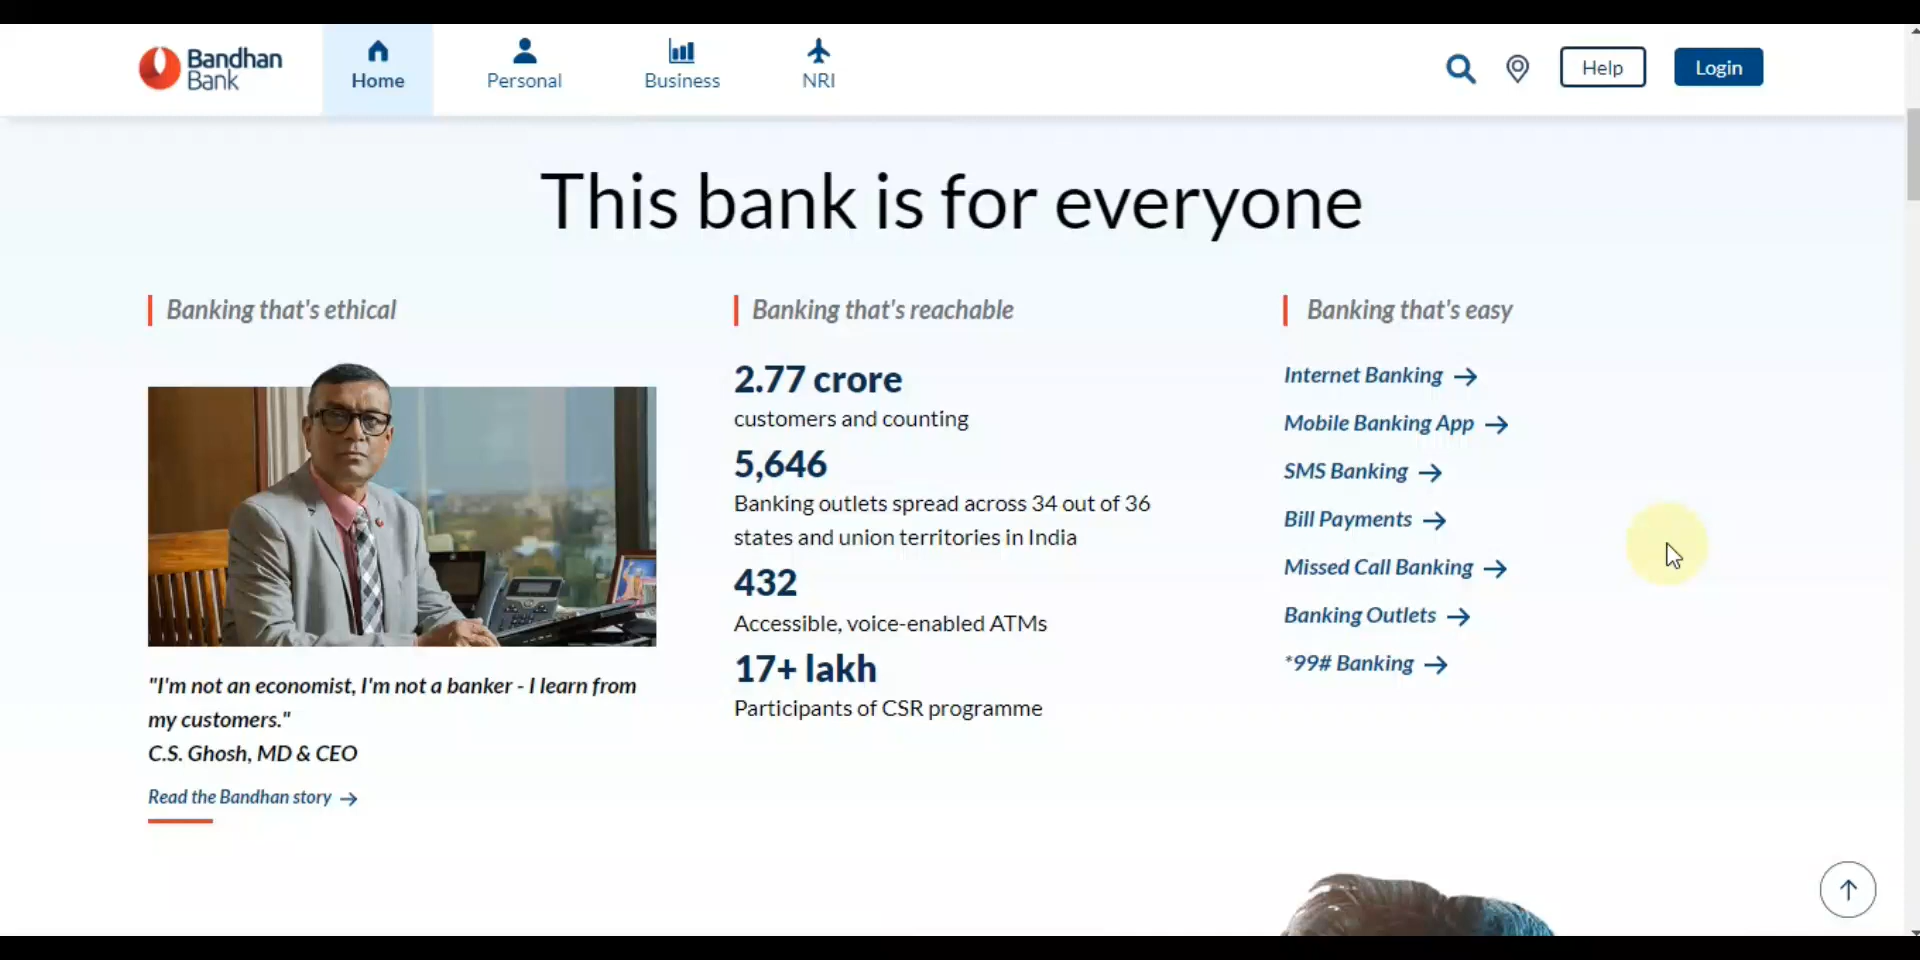 Bandhan
Bank
Home
Personal
Business
NRI
Help
Login
This bank is for everyone
Banking that's ethical
"I'm not an economist, I'm not a banker - I learn from
my customers."
C.S. Ghosh, MD & CEO
Read the Bandhan story →
Banking that's reachable
2.77 crore
customers and counting
5,646
Banking outlets spread across 34 out of 36
states and union territories in India
432
Accessible, voice-enabled ATMs
17+ lakh
Participants of CSR programme
Banking that's easy
Internet Banking →
Mobile Banking App →
SMS Banking →
Bill Payments →
Missed Call Banking →
Banking Outlets →
*99# Banking →